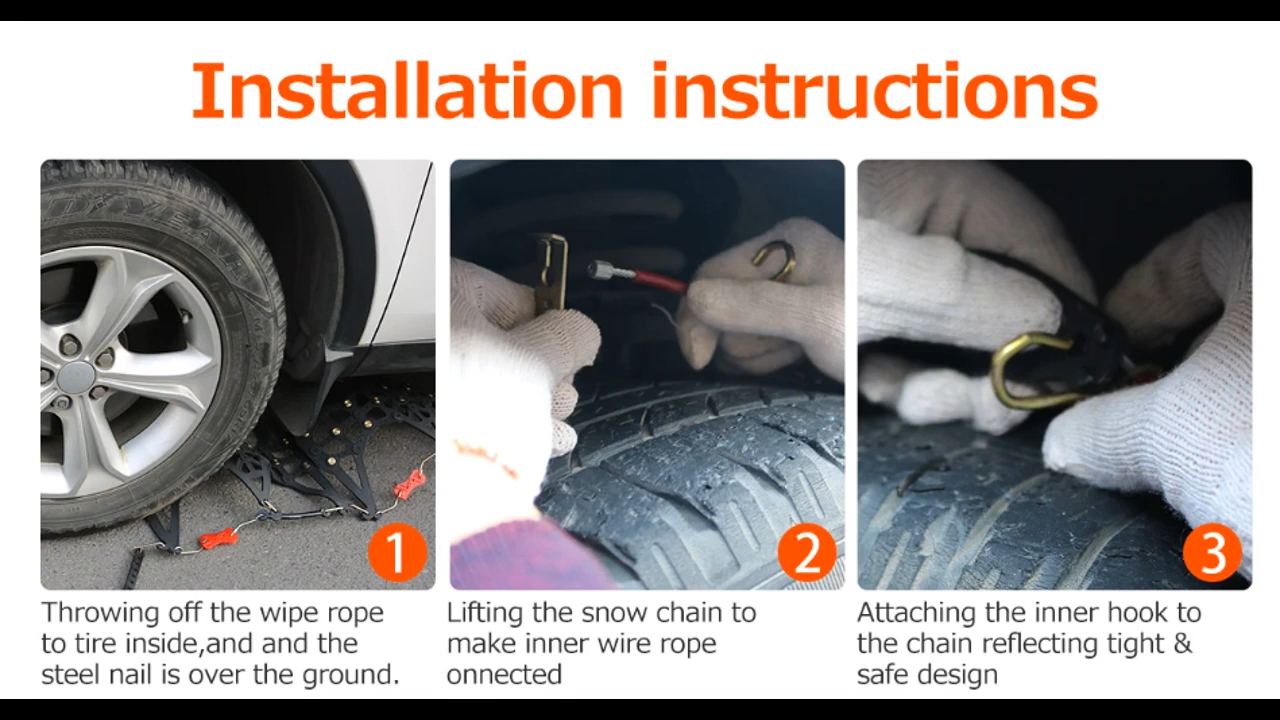 Installation instructions
1
2
3
Throwing off the wipe rope
to tire inside,and and the
steel nail is over the ground.
Lifting the snow chain to
make inner wire rope
onnected
Attaching the inner hook to
the chain reflecting tight &
safe design